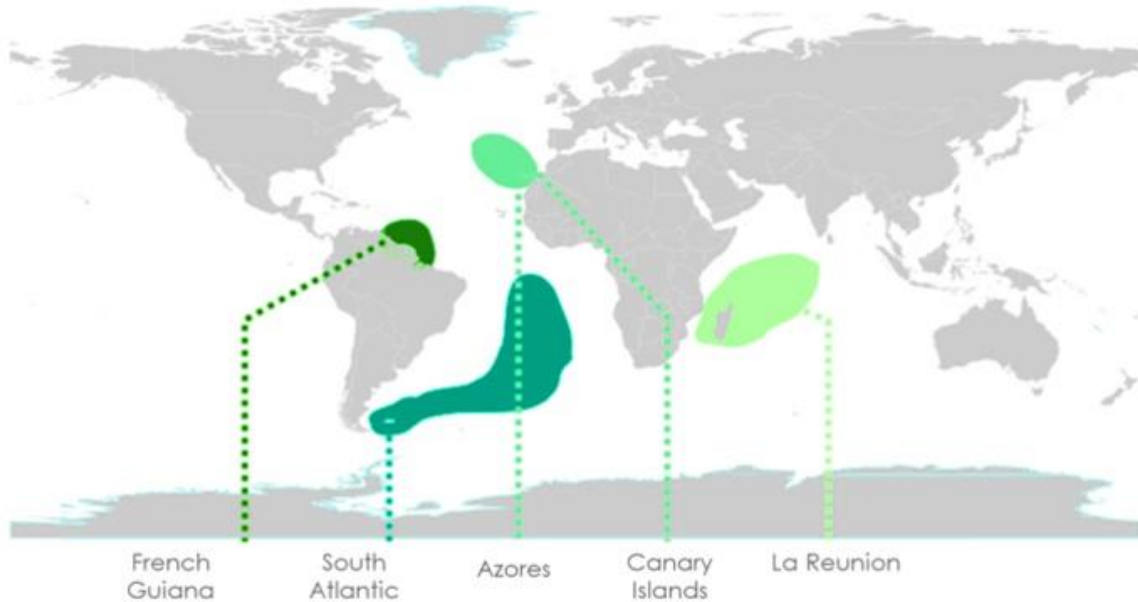 French
Guiana
South
Atlantic
Azores
Canary
Islands
La Reunion